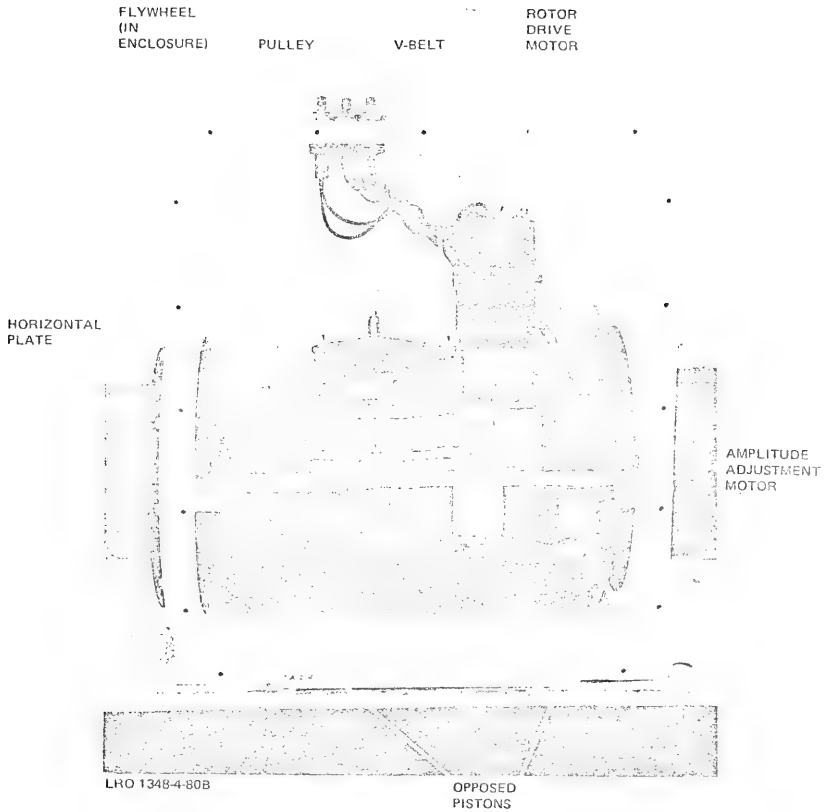 FLYWHEEL
(IN
ENCLOSURE)
PULLEY
V-BELT
ROTOR
DRIVE
MOTOR
HORIZONTAL
PLATE
AMPLITUDE
ADJUSTMENT
MOTOR
LRO 1348-4-80B
OPPOSED
PISTONS